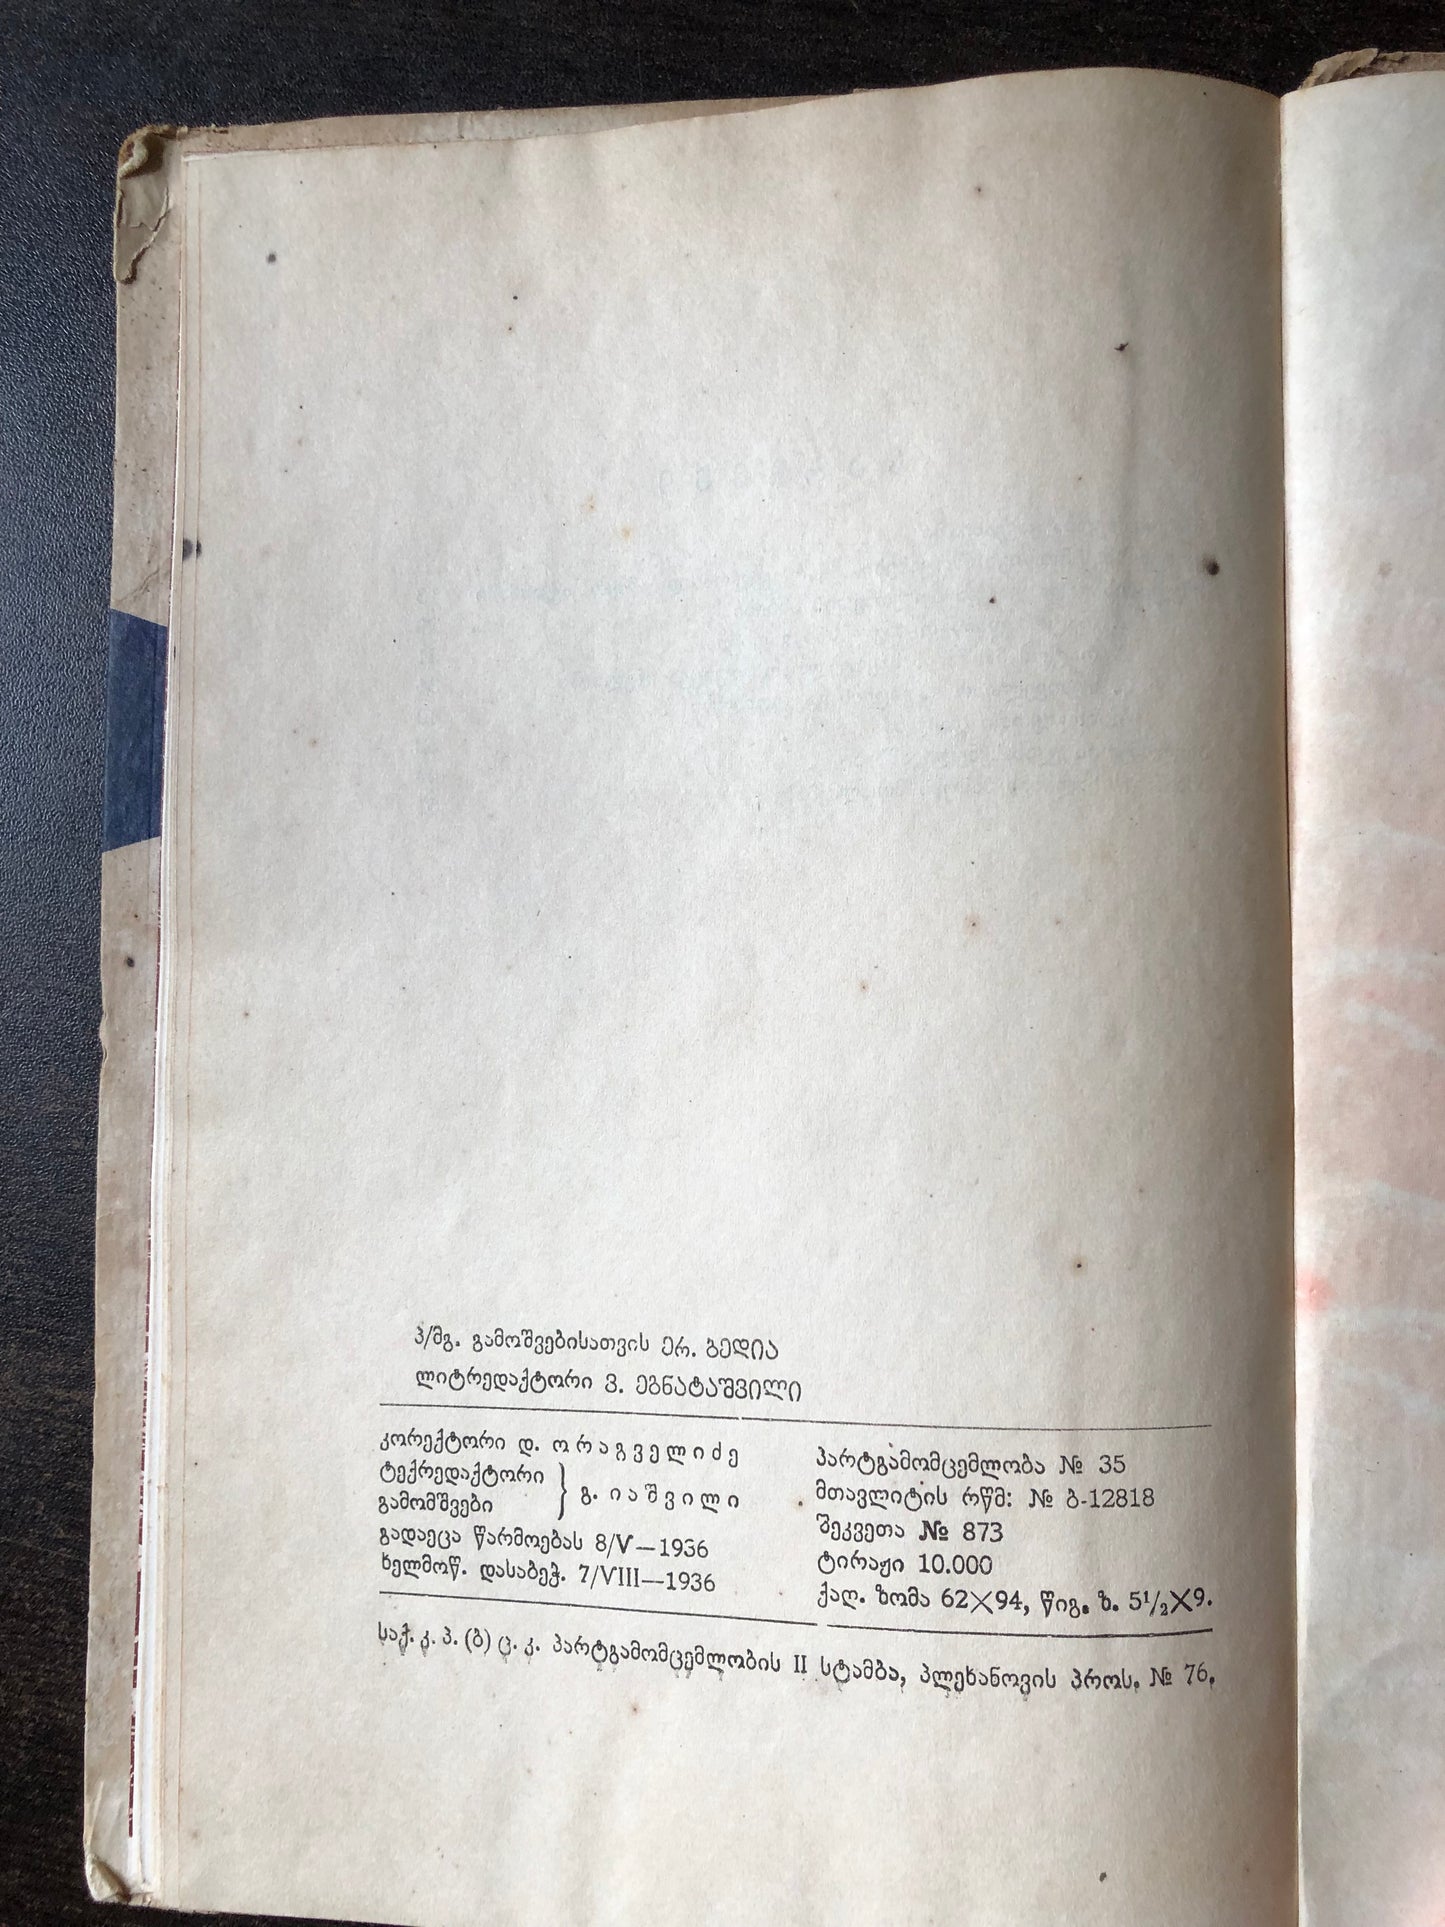 პ/მგ. გამოშვებისათვის ერ. ბედია
ლიტრედაქტორი ვ. ეგნატაშვილი
კორექტორი დ. ორაგველიძე
ტექრედაქტორი
გამომშვები
გ. იაშვილი
გადაეცა წარმოებას 8/V—1936
ხელმოწ. დასაბეჭ. 7/VIII—1936
პარტგამომცემლობა № 35
მთავლიტის რწმ: № ბ-12818
შეკვეთა № 873
ტირაჟი 10.000
ქაღ. ზომა 62×94, წიგ. ზ. 5¹/₂×9.
საქ. კ. პ. (ბ) ც. კ. პარტგამომცემლობის II სტამბა, პლეხანოვის პროს. № 76.